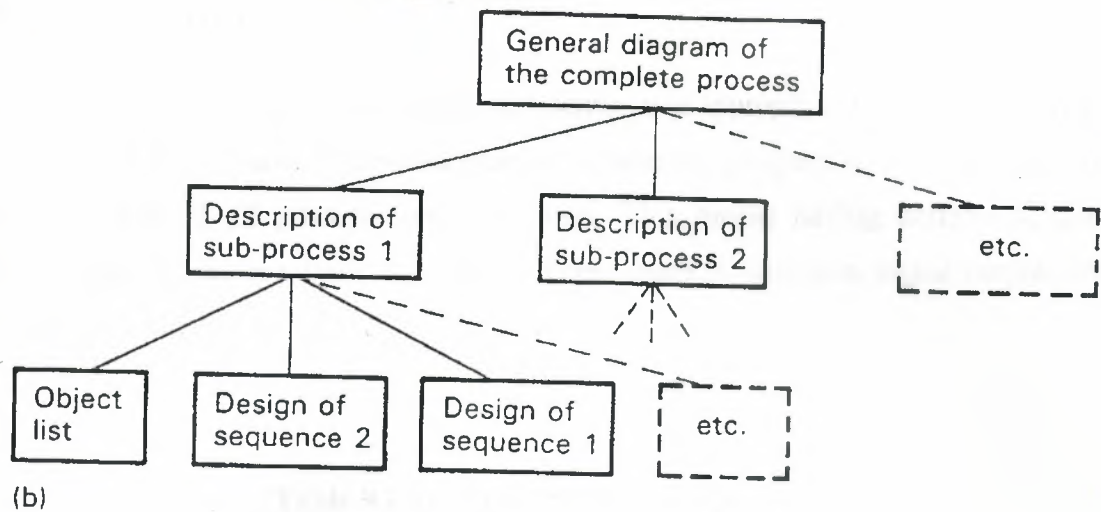 General diagram of
the complete process
Description of
sub-process 1
Description of
sub-process 2
etc.
Object
list
Design of
sequence 2
Design of
sequence 1
etc.
(b)